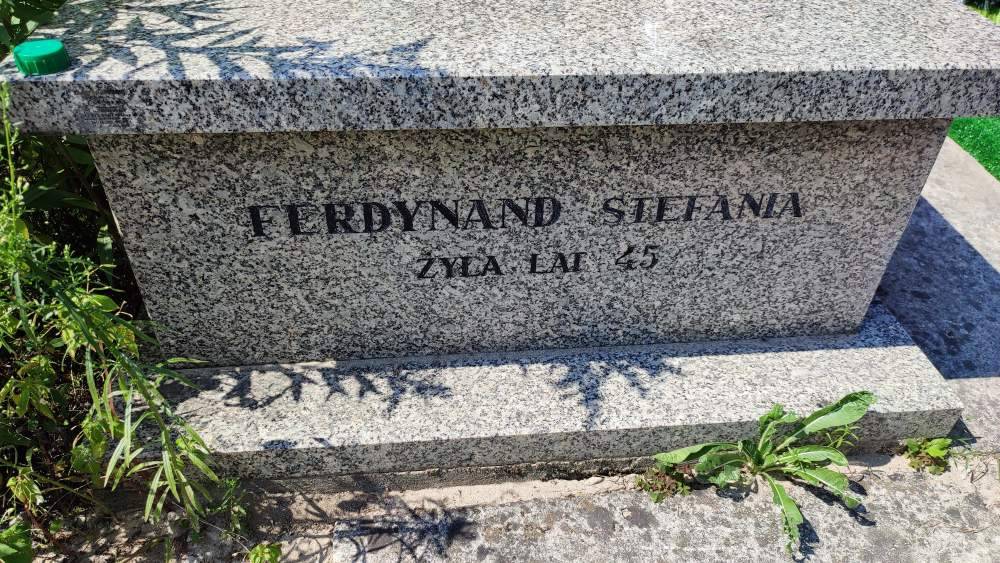 FERDYNAND STEFANIA
ŻYŁA LAT 45